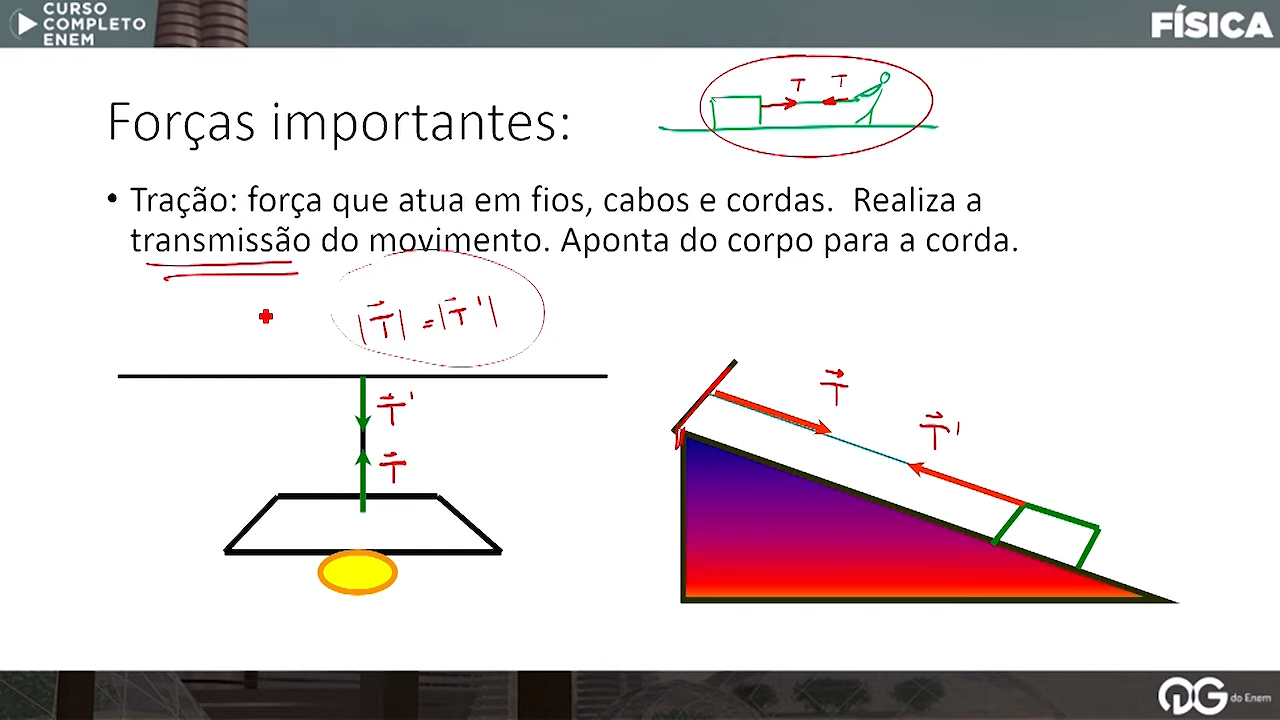 CURSO
COMPLETO
ENEM
FÍSICA
T T
Forças importantes:
• Tração: força que atua em fios, cabos e cordas. Realiza a
transmissão do movimento. Aponta do corpo para a corda.
|T⃗| = |T⃗'|
T⃗'
T⃗
T⃗
T⃗'
QG do Enem